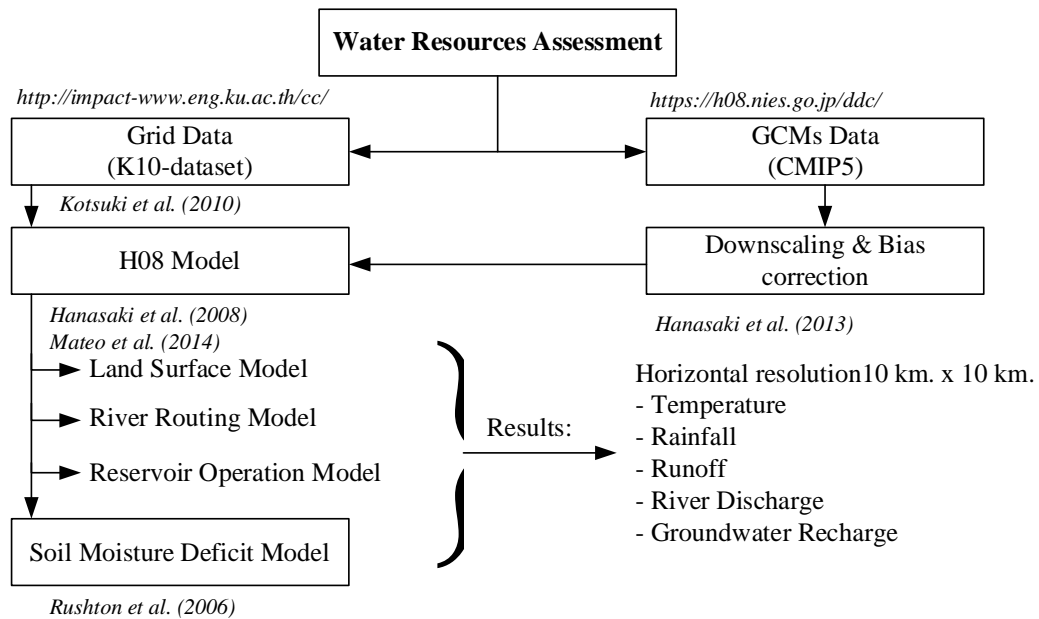 Water Resources Assessment
http://impact-www.eng.ku.ac.th/cc/
https://h08.nies.go.jp/ddc/
Grid Data
(K10-dataset)
GCMs Data
(CMIP5)
Kotsuki et al. (2010)
H08 Model
Downscaling & Bias
correction
Hanasaki et al. (2008)
Mateo et al. (2014)
Hanasaki et al. (2013)
Land Surface Model
River Routing Model
Reservoir Operation Model
Results:
Horizontal resolution10 km. x 10 km.
- Temperature
- Rainfall
- Runoff
- River Discharge
- Groundwater Recharge
Soil Moisture Deficit Model
Rushton et al. (2006)